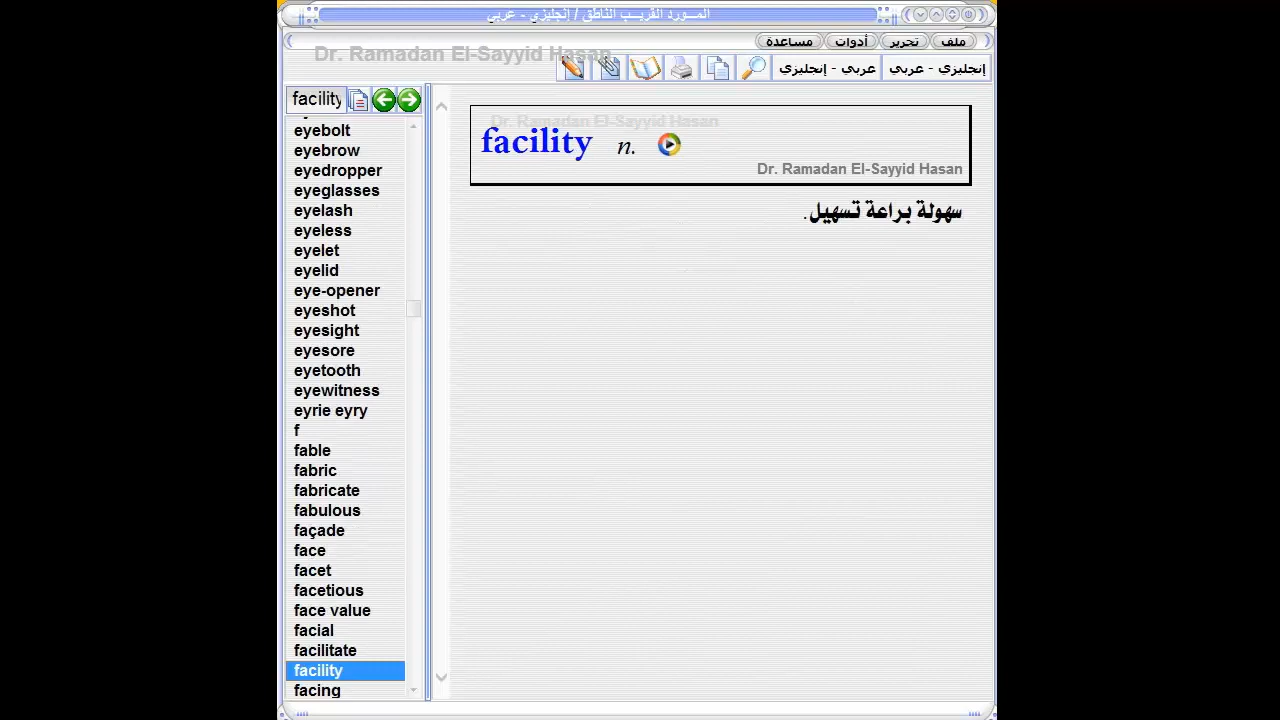 المـورد القريـب الناطق / إنجليزي - عربي
ملف تحرير أدوات مساعدة
Dr. Ramadan El-Sayyid Hasan
إنجليزي - عربي عربي - إنجليزي
facility
eyebolt
eyebrow
eyedropper
eyeglasses
eyelash
eyeless
eyelet
eyelid
eye-opener
eyeshot
eyesight
eyesore
eyetooth
eyewitness
eyrie eyry
f
fable
fabric
fabricate
fabulous
façade
face
facet
facetious
face value
facial
facilitate
facility
facing
Dr. Ramadan El-Sayyid Hasan
facility n.
Dr. Ramadan El-Sayyid Hasan
سهولة براعة تسهيل.